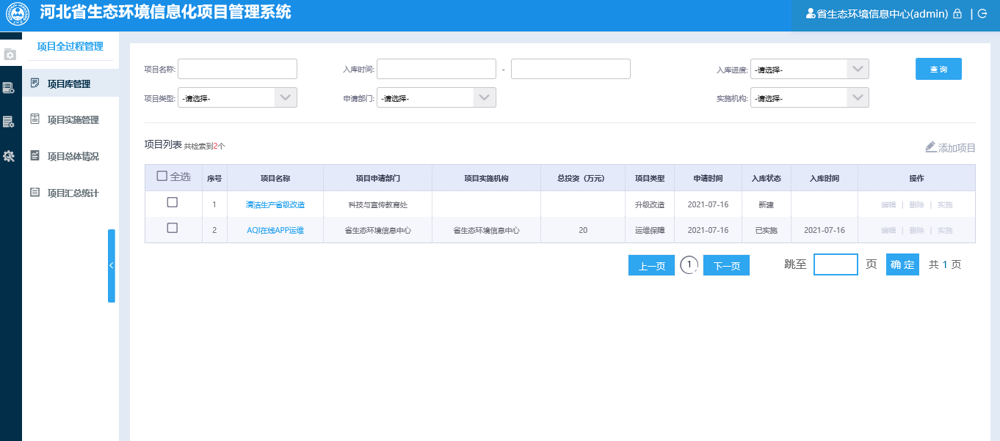 河北省生态环境信息化项目管理系统
省生态环境信息中心(admin) |
项目全过程管理
项目库管理
项目实施管理
项目总体情况
项目汇总统计
项目名称: 入库时间: - 入库进度: -请选择- 查 询
项目类型: -请选择- 申请部门: -请选择- 实施机构: -请选择-
项目列表 共检索到2个 添加项目
全选 序号 项目名称 项目申请部门 项目实施机构 总投资（万元） 项目类型 申请时间 入库状态 入库时间 操作
1 清洁生产省级改造 科技与宣传教育处 升级改造 2021-07-16 新建 编辑 | 删除 | 实施
2 AQI在线APP运维 省生态环境信息中心 省生态环境信息中心 20 运维保障 2021-07-16 已实施 2021-07-16 编辑 | 删除 | 实施
上一页 1 下一页 跳至 页 确 定 共 1 页